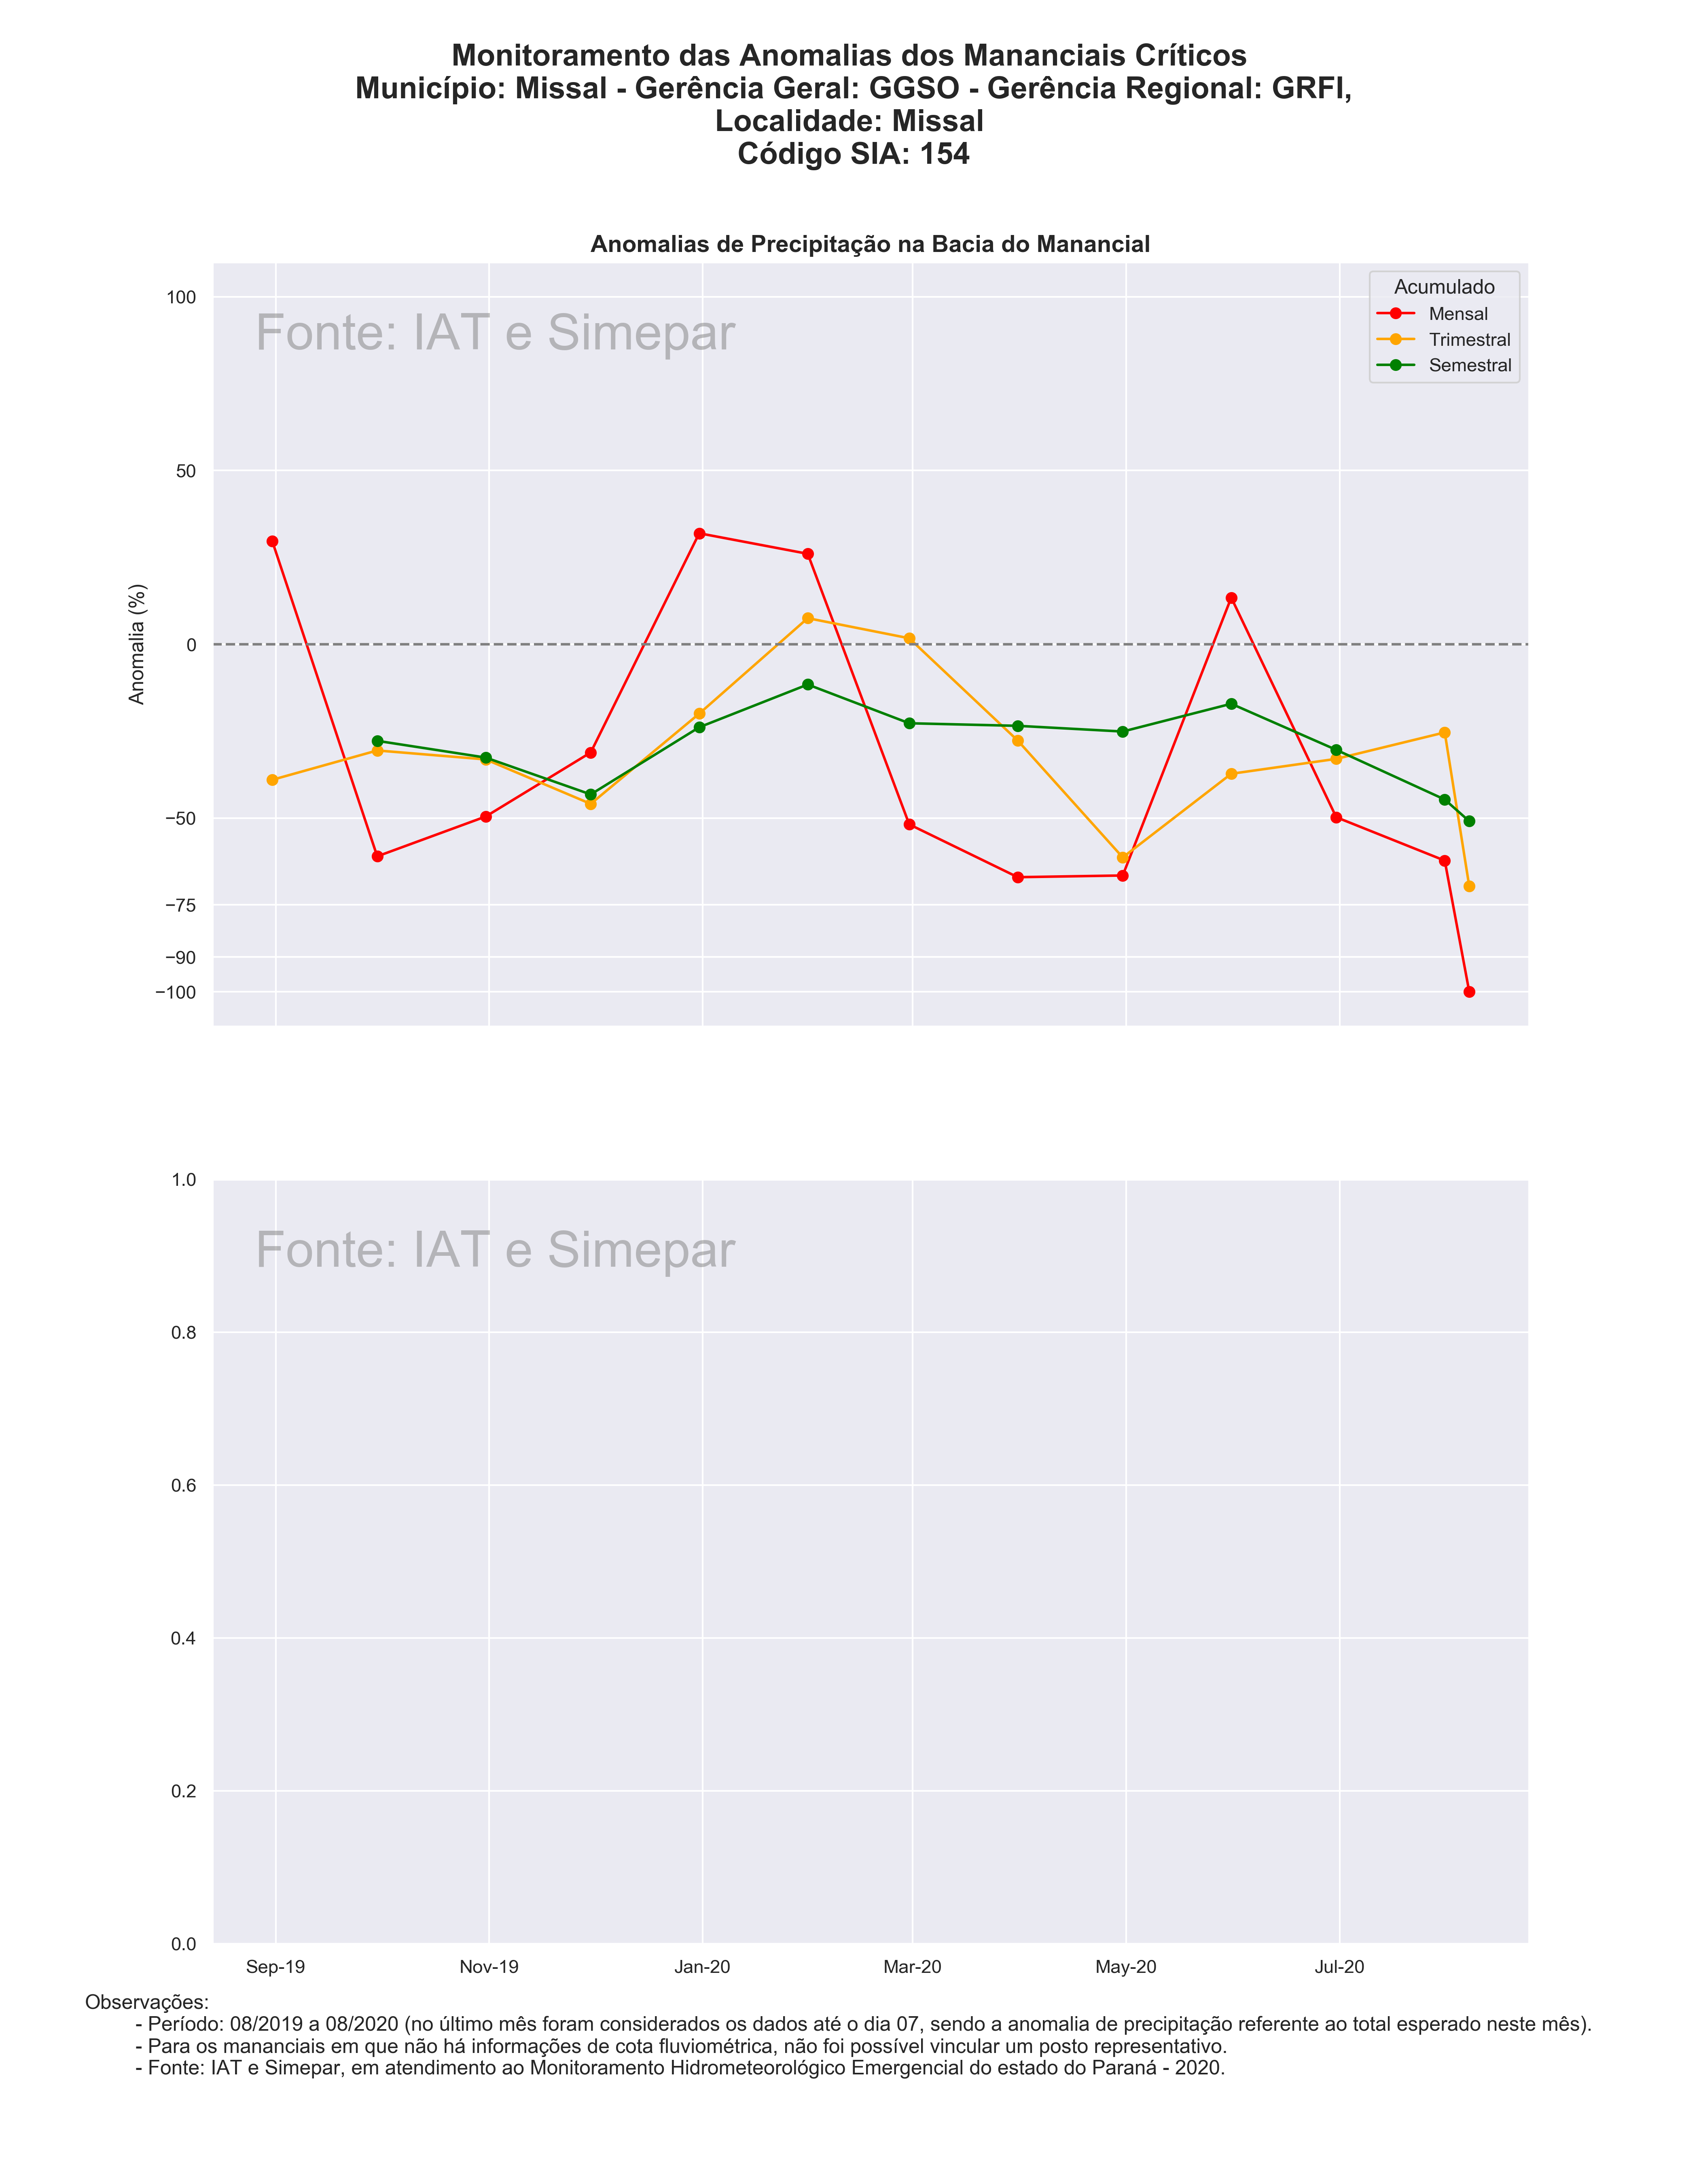 Monitoramento das Anomalias dos Mananciais Críticos
Município: Missal - Gerência Geral: GGSO - Gerência Regional: GRFI,
Localidade: Missal
Código SIA: 154
Anomalias de Precipitação na Bacia do Manancial
Fonte: IAT e Simepar
Acumulado
Mensal
Trimestral
Semestral
Anomalia (%)
100
50
0
−50
−75
−90
−100
Fonte: IAT e Simepar
1.0
0.8
0.6
0.4
0.2
0.0
Sep-19 Nov-19 Jan-20 Mar-20 May-20 Jul-20
Observações:
- Período: 08/2019 a 08/2020 (no último mês foram considerados os dados até o dia 07, sendo a anomalia de precipitação referente ao total esperado neste mês).
- Para os mananciais em que não há informações de cota fluviométrica, não foi possível vincular um posto representativo.
- Fonte: IAT e Simepar, em atendimento ao Monitoramento Hidrometeorológico Emergencial do estado do Paraná - 2020.